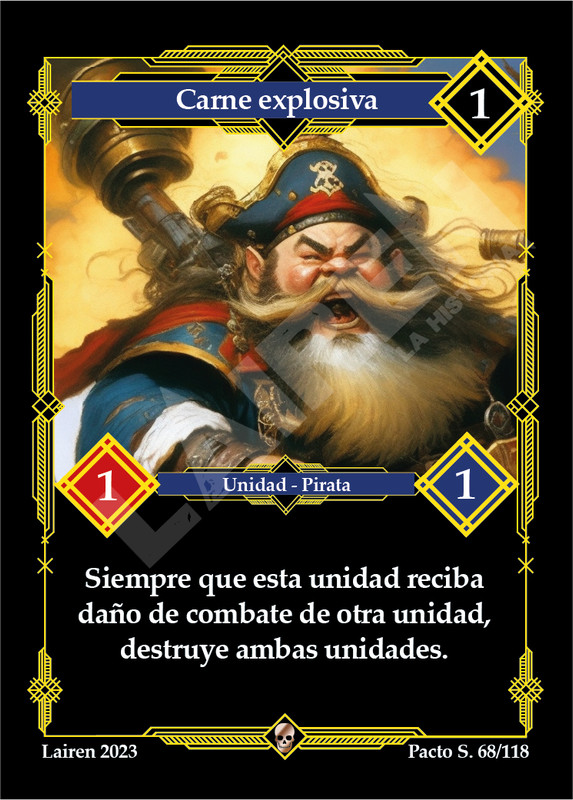 Carne explosiva
1
1
Unidad - Pirata
1
Siempre que esta unidad reciba
daño de combate de otra unidad,
destruye ambas unidades.
Lairen 2023
Pacto S. 68/118